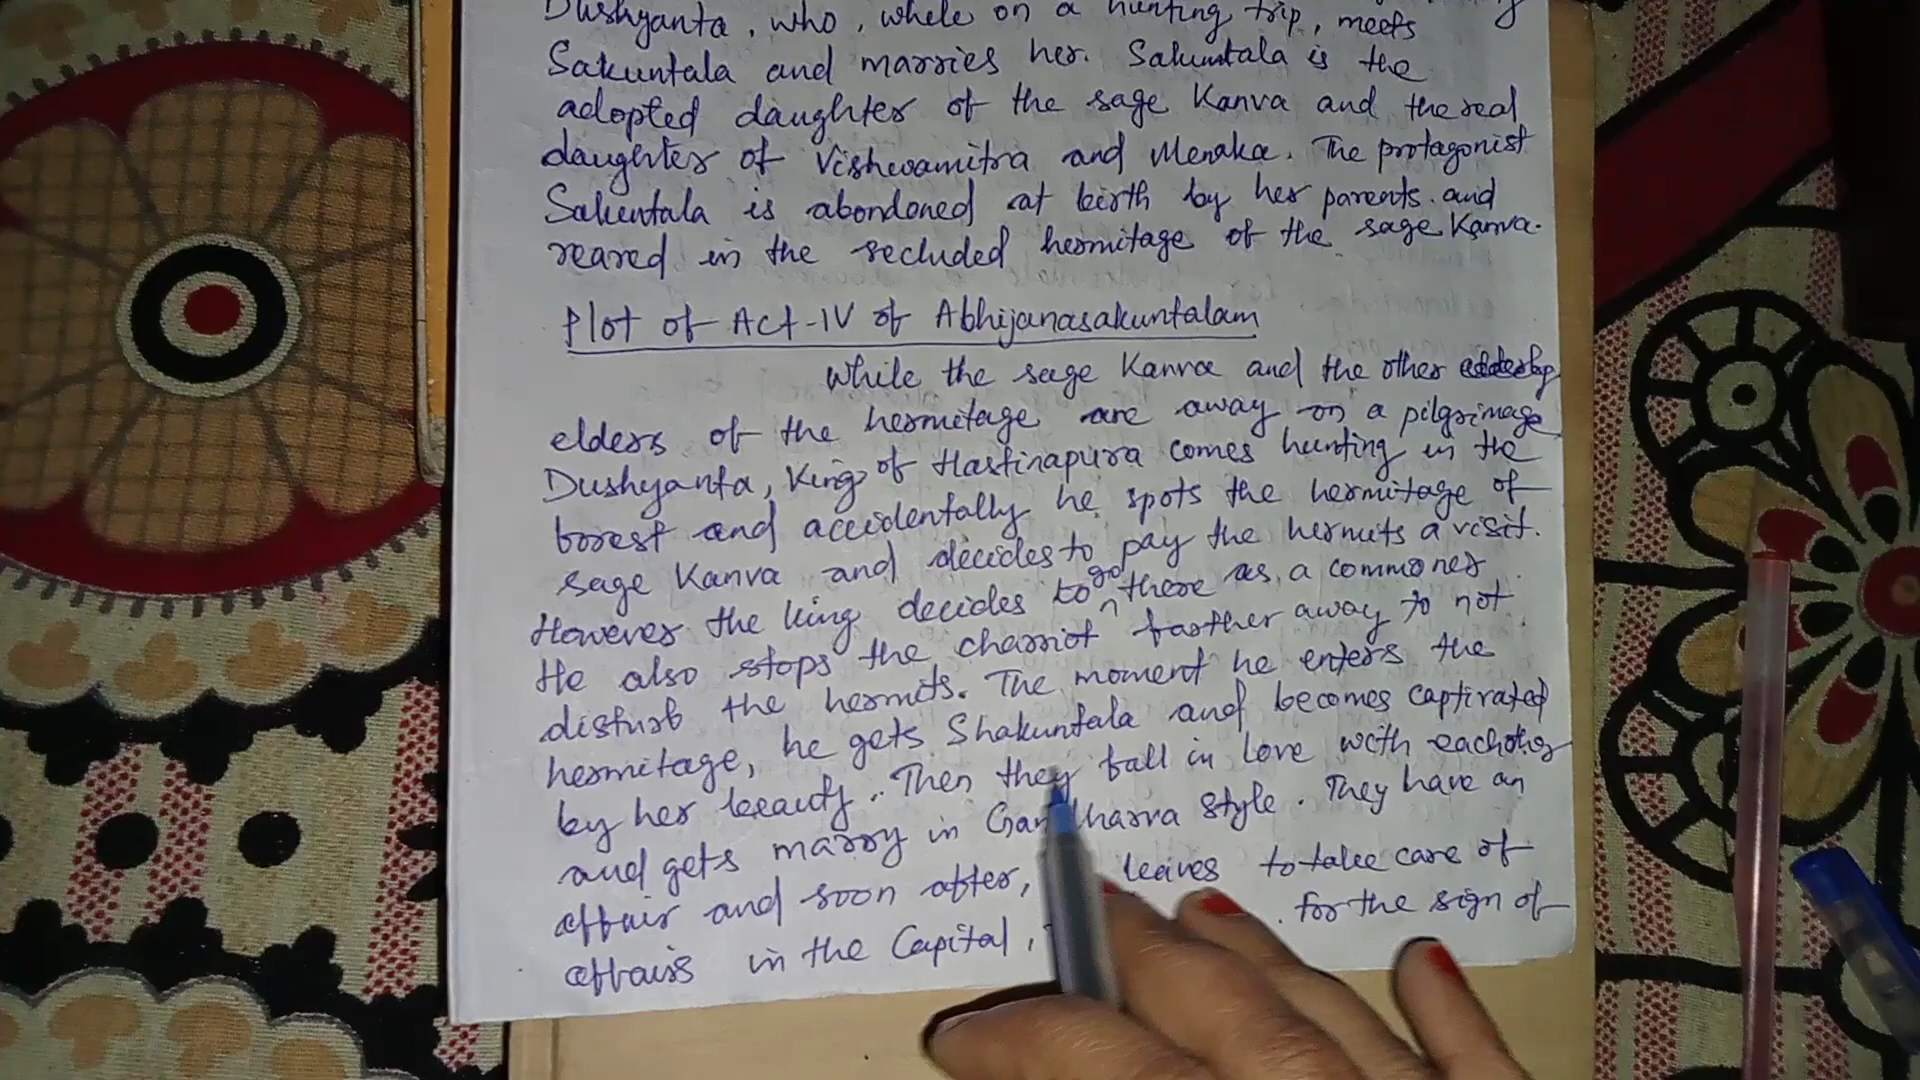 Dushyanta, who, while on a hunting trip, meets
Sakuntala and marries her. Sakuntala is the
adopted daughter of the sage Kanva and the real
daughter of Vishwamitra and Menaka. The protagonist
Sakuntala is abondoned at birth by her parents and
reared in the secluded hermitage of the sage Kanva.
Plot of Act-IV of Abhijanasakuntalam
While the sage Kanva and the other
elders of the hermitage are away on a pilgrimage
Dushyanta, King of Hastinapura comes hunting in the
forest and accidentally he spots the hermitage of
sage Kanva and decides to pay the hermits a visit.
However the king decides to go there as a commoner.
He also stops the charriot farther away to not
disturb the hermits. The moment he enters the
hermitage, he gets Shakuntala and becomes captivated
by her beauty. Then they fall in love with eachother
and gets marry in Gandharva style. They have an
affair and soon after, leaves to take care of
affairs in the Capital, for the sign of